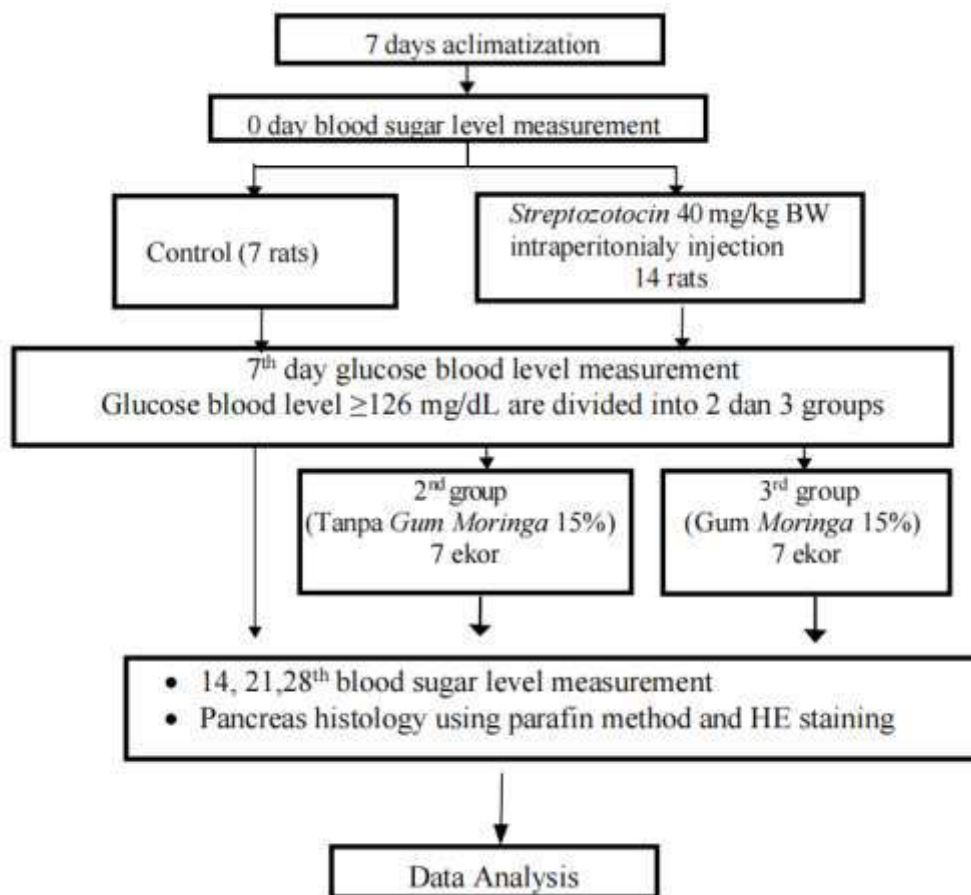 7 days aclimatization
0 day blood sugar level measurement
Control (7 rats)
Streptozotocin 40 mg/kg BW
intraperitonialy injection
14 rats
7th day glucose blood level measurement
Glucose blood level ≥126 mg/dL are divided into 2 dan 3 groups
2nd group
(Tanpa Gum Moringa 15%)
7 ekor
3rd group
(Gum Moringa 15%)
7 ekor
• 14, 21,28th blood sugar level measurement
• Pancreas histology using parafin method and HE staining
Data Analysis